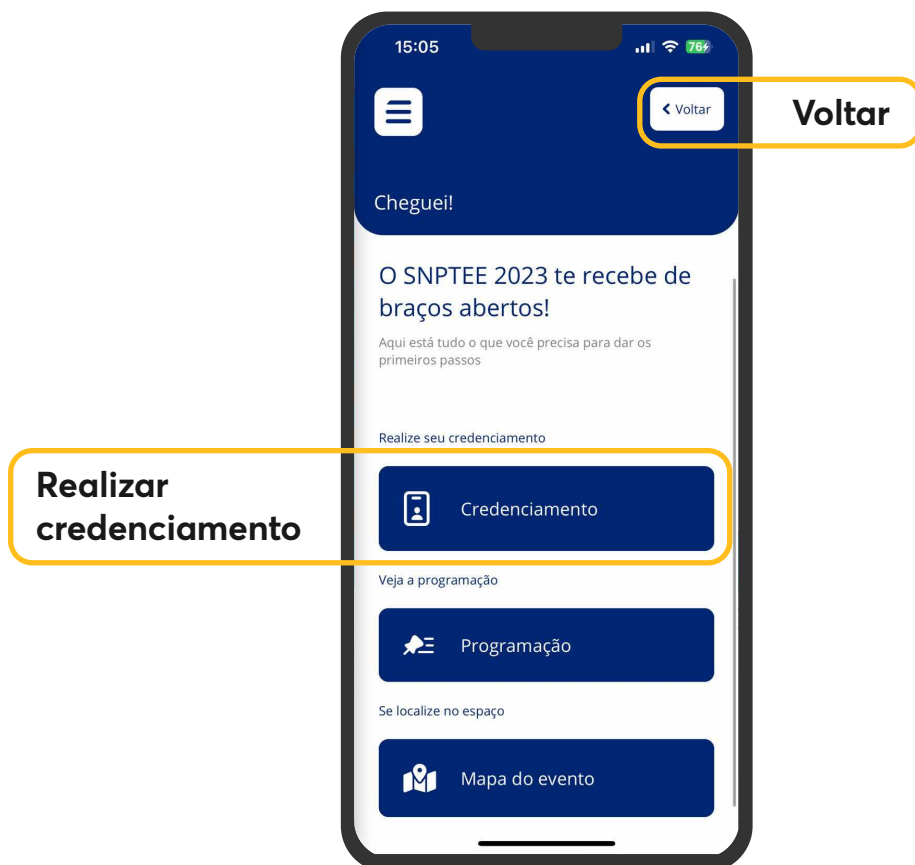 15:05
76
Voltar
Voltar
Cheguei!
O SNPTEE 2023 te recebe de
braços abertos!
Aqui está tudo o que você precisa para dar os
primeiros passos
Realize seu credenciamento
Realizar
credenciamento
Credenciamento
Veja a programação
Programação
Se localize no espaço
Mapa do evento